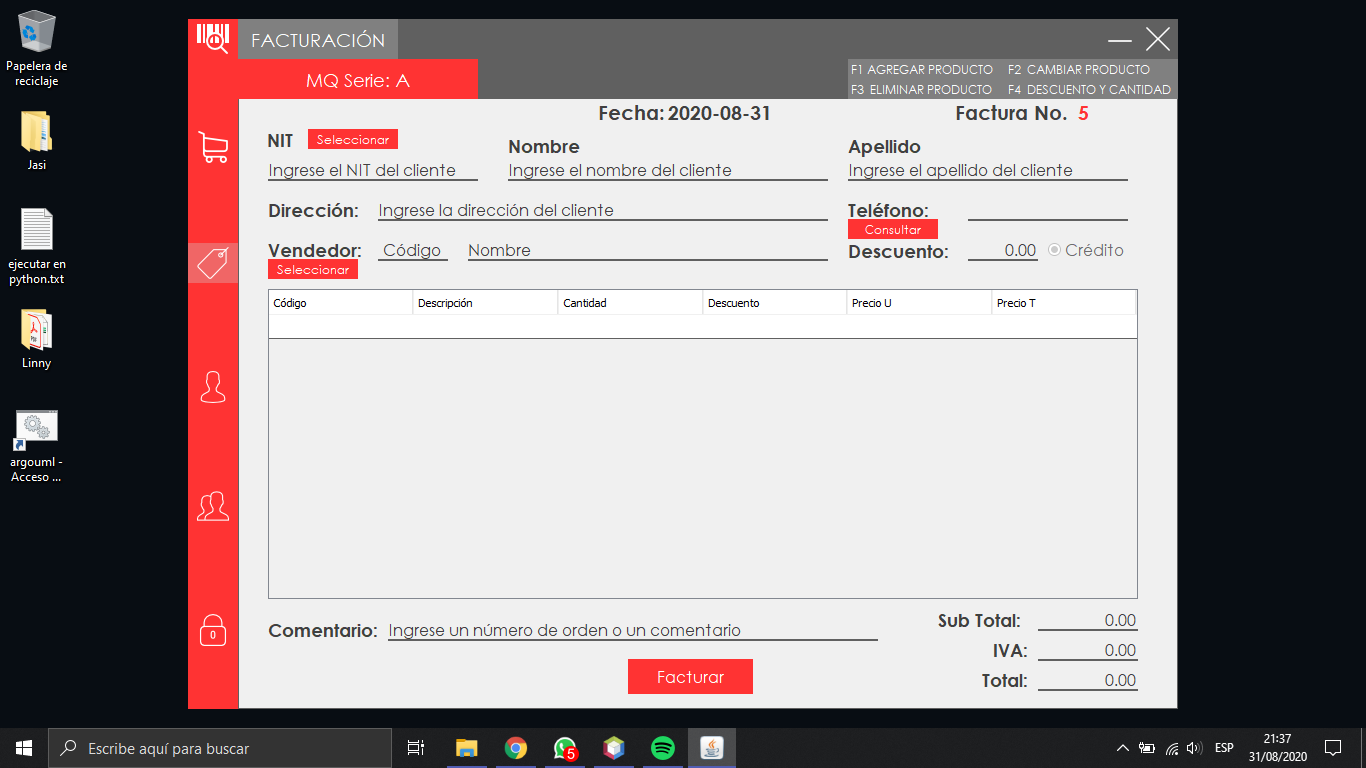 Papelera de
reciclaje
Jasi
ejecutar en
python.txt
Linny
argouml -
Acceso ...
FACTURACIÓN
MQ Serie: A
F1 AGREGAR PRODUCTO F2 CAMBIAR PRODUCTO
F3 ELIMINAR PRODUCTO F4 DESCUENTO Y CANTIDAD
Fecha: 2020-08-31 Factura No. 5
NIT Seleccionar Nombre Apellido
Ingrese el NIT del cliente Ingrese el nombre del cliente Ingrese el apellido del cliente
Dirección: Ingrese la dirección del cliente Teléfono:
Consultar
Vendedor: Código Nombre Descuento: 0.00 Crédito
Seleccionar
Código Descripción Cantidad Descuento Precio U Precio T
0
Comentario: Ingrese un número de orden o un comentario
Sub Total: 0.00
IVA: 0.00
Total: 0.00
Facturar
Escribe aquí para buscar
5
ESP
21:37
31/08/2020